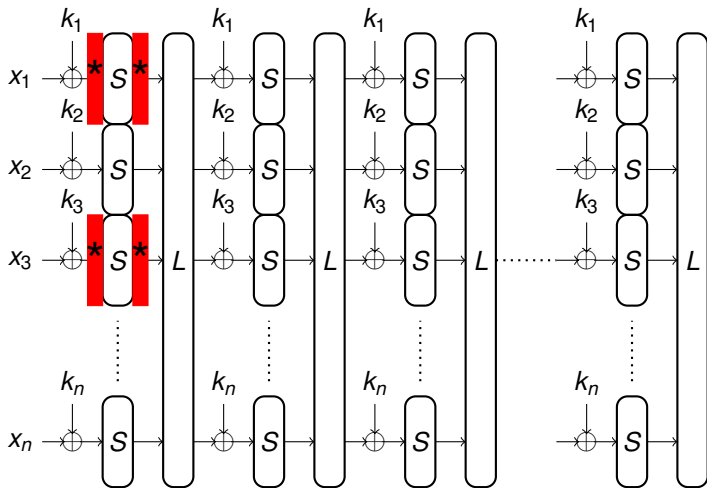 k1 k1 k1 k1
x1 * S * S S S
k2 k2 k2 k2
x2 S S S S
k3 k3 k3 k3
x3 * S * L S L S L S L
kn kn kn kn
xn S S S S